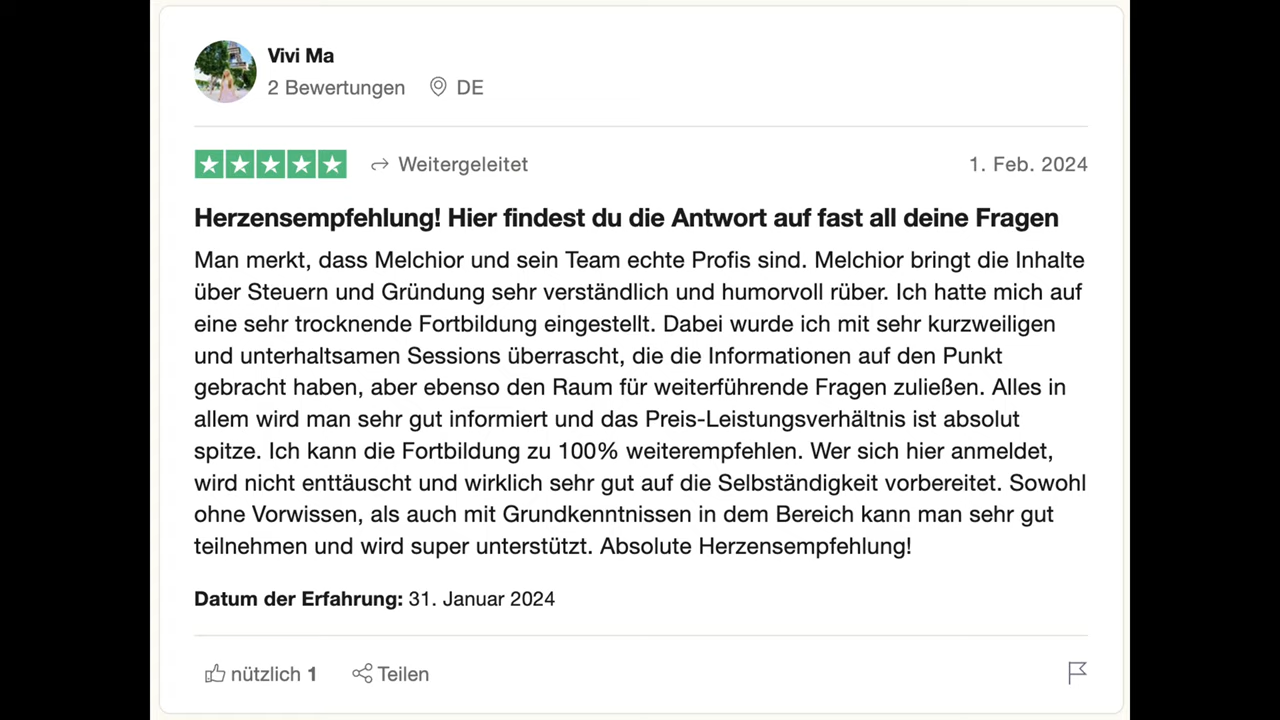 Vivi Ma
2 Bewertungen DE
Weitergeleitet 1. Feb. 2024
Herzensempfehlung! Hier findest du die Antwort auf fast all deine Fragen
Man merkt, dass Melchior und sein Team echte Profis sind. Melchior bringt die Inhalte
über Steuern und Gründung sehr verständlich und humorvoll rüber. Ich hatte mich auf
eine sehr trocknende Fortbildung eingestellt. Dabei wurde ich mit sehr kurzweiligen
und unterhaltsamen Sessions überrascht, die die Informationen auf den Punkt
gebracht haben, aber ebenso den Raum für weiterführende Fragen zuließen. Alles in
allem wird man sehr gut informiert und das Preis-Leistungsverhältnis ist absolut
spitze. Ich kann die Fortbildung zu 100% weiterempfehlen. Wer sich hier anmeldet,
wird nicht enttäuscht und wirklich sehr gut auf die Selbständigkeit vorbereitet. Sowohl
ohne Vorwissen, als auch mit Grundkenntnissen in dem Bereich kann man sehr gut
teilnehmen und wird super unterstützt. Absolute Herzensempfehlung!
Datum der Erfahrung: 31. Januar 2024
nützlich 1 Teilen